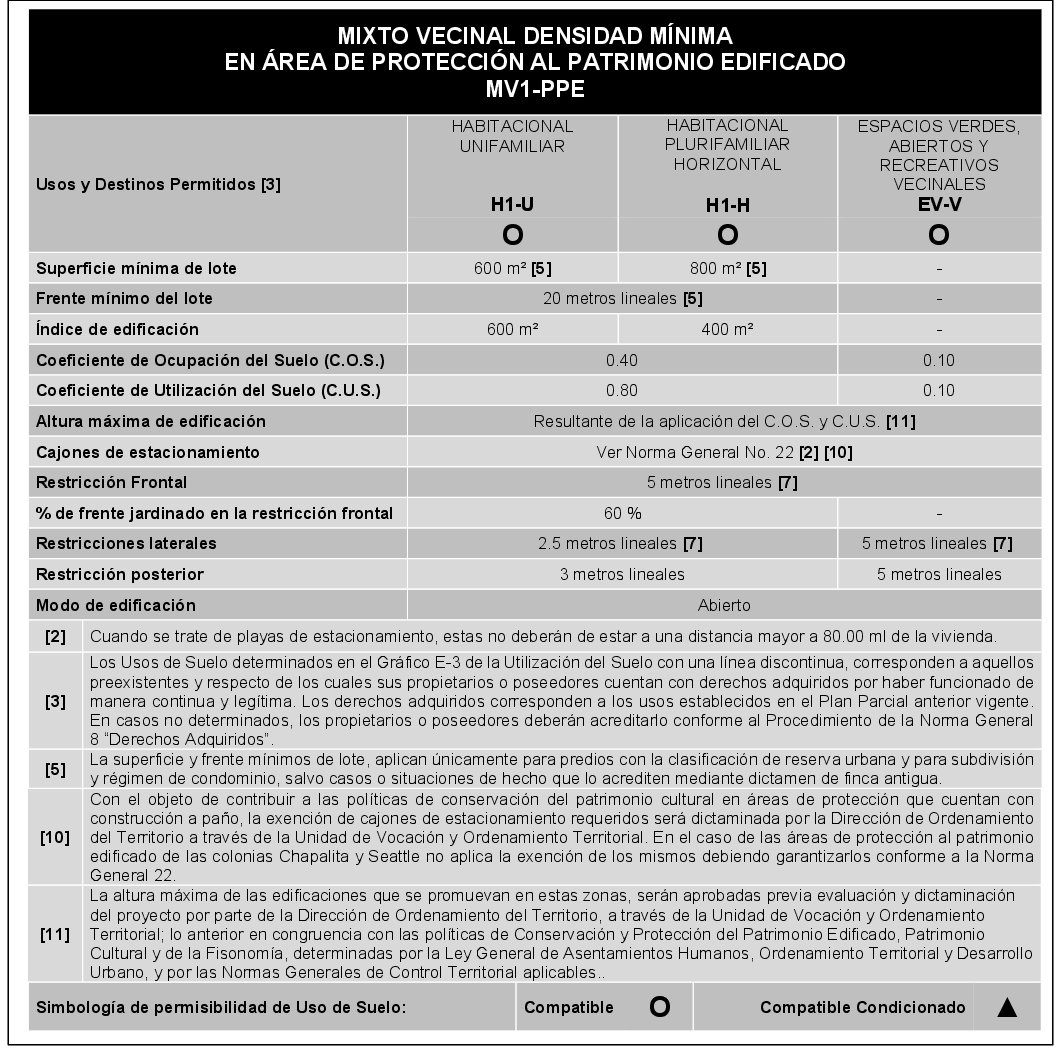 MIXTO VECINAL DENSIDAD MÍNIMA
EN ÁREA DE PROTECCIÓN AL PATRIMONIO EDIFICADO
MV1-PPE
Usos y Destinos Permitidos [3]
HABITACIONAL
UNIFAMILIAR
H1-U
O
HABITACIONAL
PLURIFAMILIAR
HORIZONTAL
H1-H
O
ESPACIOS VERDES,
ABIERTOS Y
RECREATIVOS
VECINALES
EV-V
O
Superficie mínima de lote 600 m² [5] 800 m² [5] -
Frente mínimo del lote 20 metros lineales [5] -
Índice de edificación 600 m² 400 m² -
Coeficiente de Ocupación del Suelo (C.O.S.) 0.40 0.10
Coeficiente de Utilización del Suelo (C.U.S.) 0.80 0.10
Altura máxima de edificación Resultante de la aplicación del C.O.S. y C.U.S. [11]
Cajones de estacionamiento Ver Norma General No. 22 [2] [10]
Restricción Frontal 5 metros lineales [7]
% de frente jardinado en la restricción frontal 60 % -
Restricciones laterales 2.5 metros lineales [7] 5 metros lineales [7]
Restricción posterior 3 metros lineales 5 metros lineales
Modo de edificación Abierto
[2] Cuando se trate de playas de estacionamiento, estas no deberán de estar a una distancia mayor a 80.00 ml de la vivienda.
[3] Los Usos de Suelo determinados en el Gráfico E-3 de la Utilización del Suelo con una línea discontinua, corresponden a aquellos
preexistentes y respecto de los cuales sus propietarios o poseedores cuentan con derechos adquiridos por haber funcionado de
manera continua y legítima. Los derechos adquiridos corresponden a los usos establecidos en el Plan Parcial anterior vigente.
En casos no determinados, los propietarios o poseedores deberán acreditarlo conforme al Procedimiento de la Norma General
8 “Derechos Adquiridos”.
[5] La superficie y frente mínimos de lote, aplican únicamente para predios con la clasificación de reserva urbana y para subdivisión
y régimen de condominio, salvo casos o situaciones de hecho que lo acrediten mediante dictamen de finca antigua.
[10] Con el objeto de contribuir a las políticas de conservación del patrimonio cultural en áreas de protección que cuentan con
construcción a paño, la exención de cajones de estacionamiento requeridos será dictaminada por la Dirección de Ordenamiento
del Territorio a través de la Unidad de Vocación y Ordenamiento Territorial. En el caso de las áreas de protección al patrimonio
edificado de las colonias Chapalita y Seattle no aplica la exención de los mismos debiendo garantizarlos conforme a la Norma
General 22.
[11] La altura máxima de las edificaciones que se promuevan en estas zonas, serán aprobadas previa evaluación y dictaminación
del proyecto por parte de la Dirección de Ordenamiento del Territorio, a través de la Unidad de Vocación y Ordenamiento
Territorial; lo anterior en congruencia con las políticas de Conservación y Protección del Patrimonio Edificado, Patrimonio
Cultural y de la Fisonomía, determinadas por la Ley General de Asentamientos Humanos, Ordenamiento Territorial y Desarrollo
Urbano, y por las Normas Generales de Control Territorial aplicables..
Simbología de permisibilidad de Uso de Suelo: Compatible O Compatible Condicionado ▲